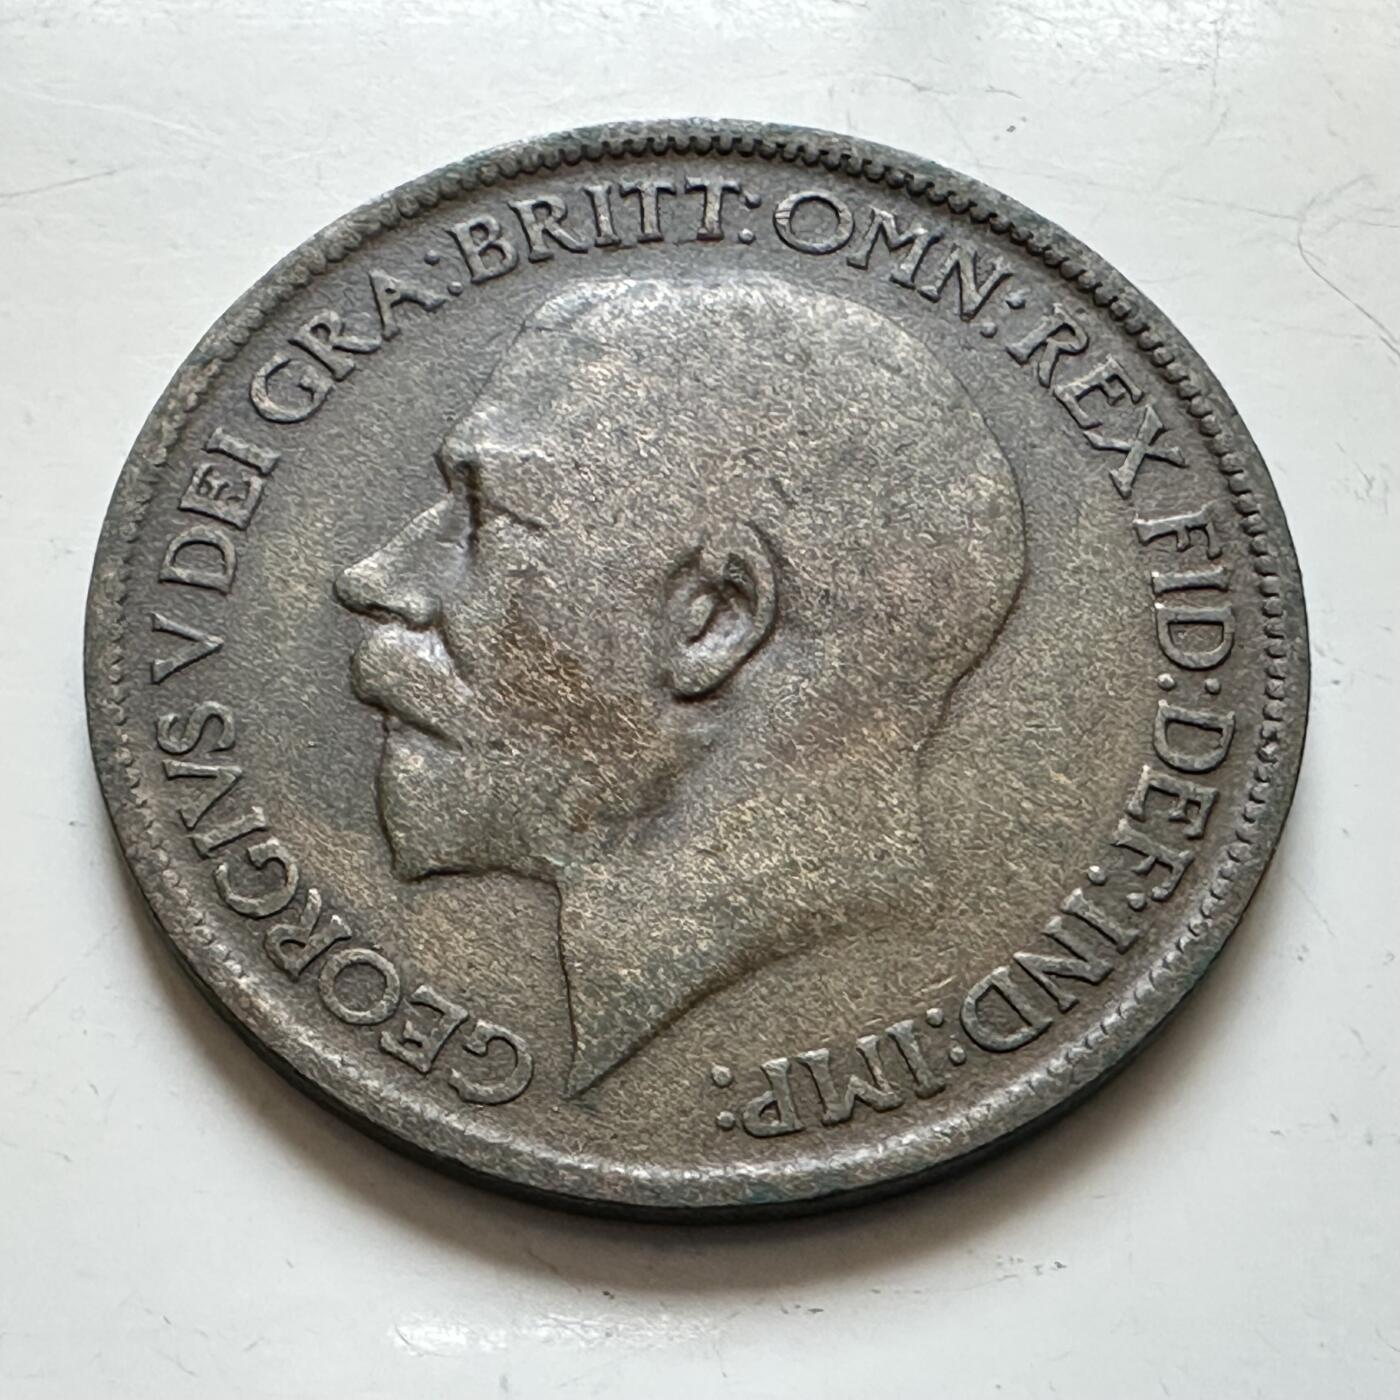 GEORGIVS V DEI GRA: BRITT: OMN: REX FID: DEF: IND: IMP: